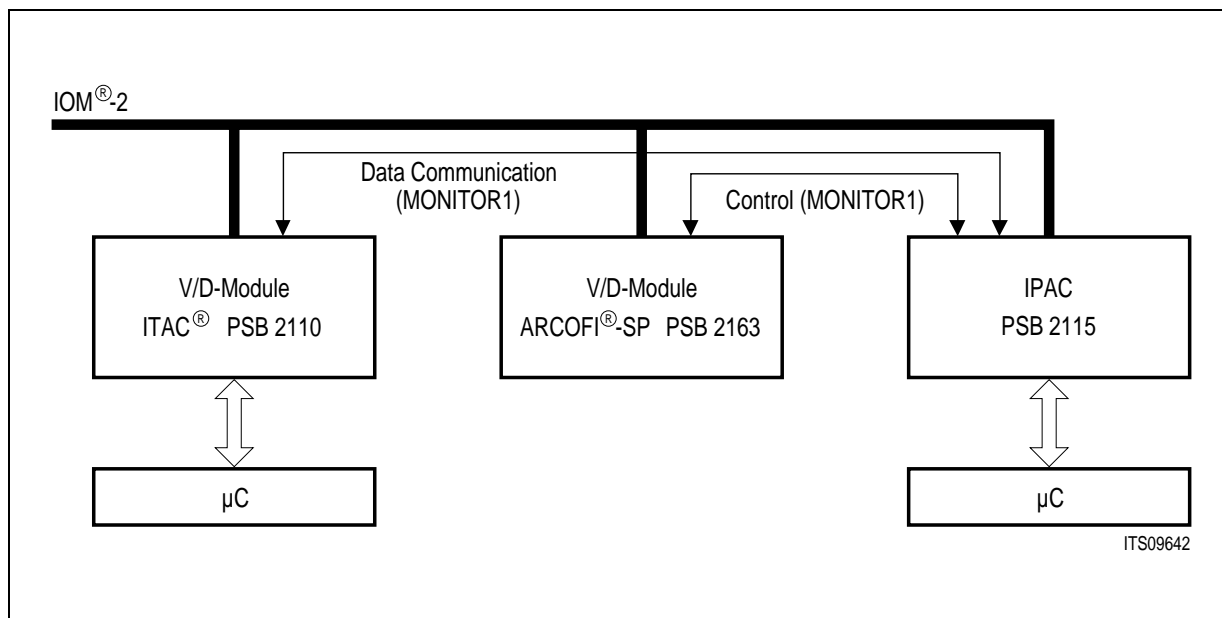 IOM®-2
Data Communication
(MONITOR1)
Control (MONITOR1)
V/D-Module
ITAC® PSB 2110
V/D-Module
ARCOFI®-SP PSB 2163
IPAC
PSB 2115
µC
µC
ITS09642